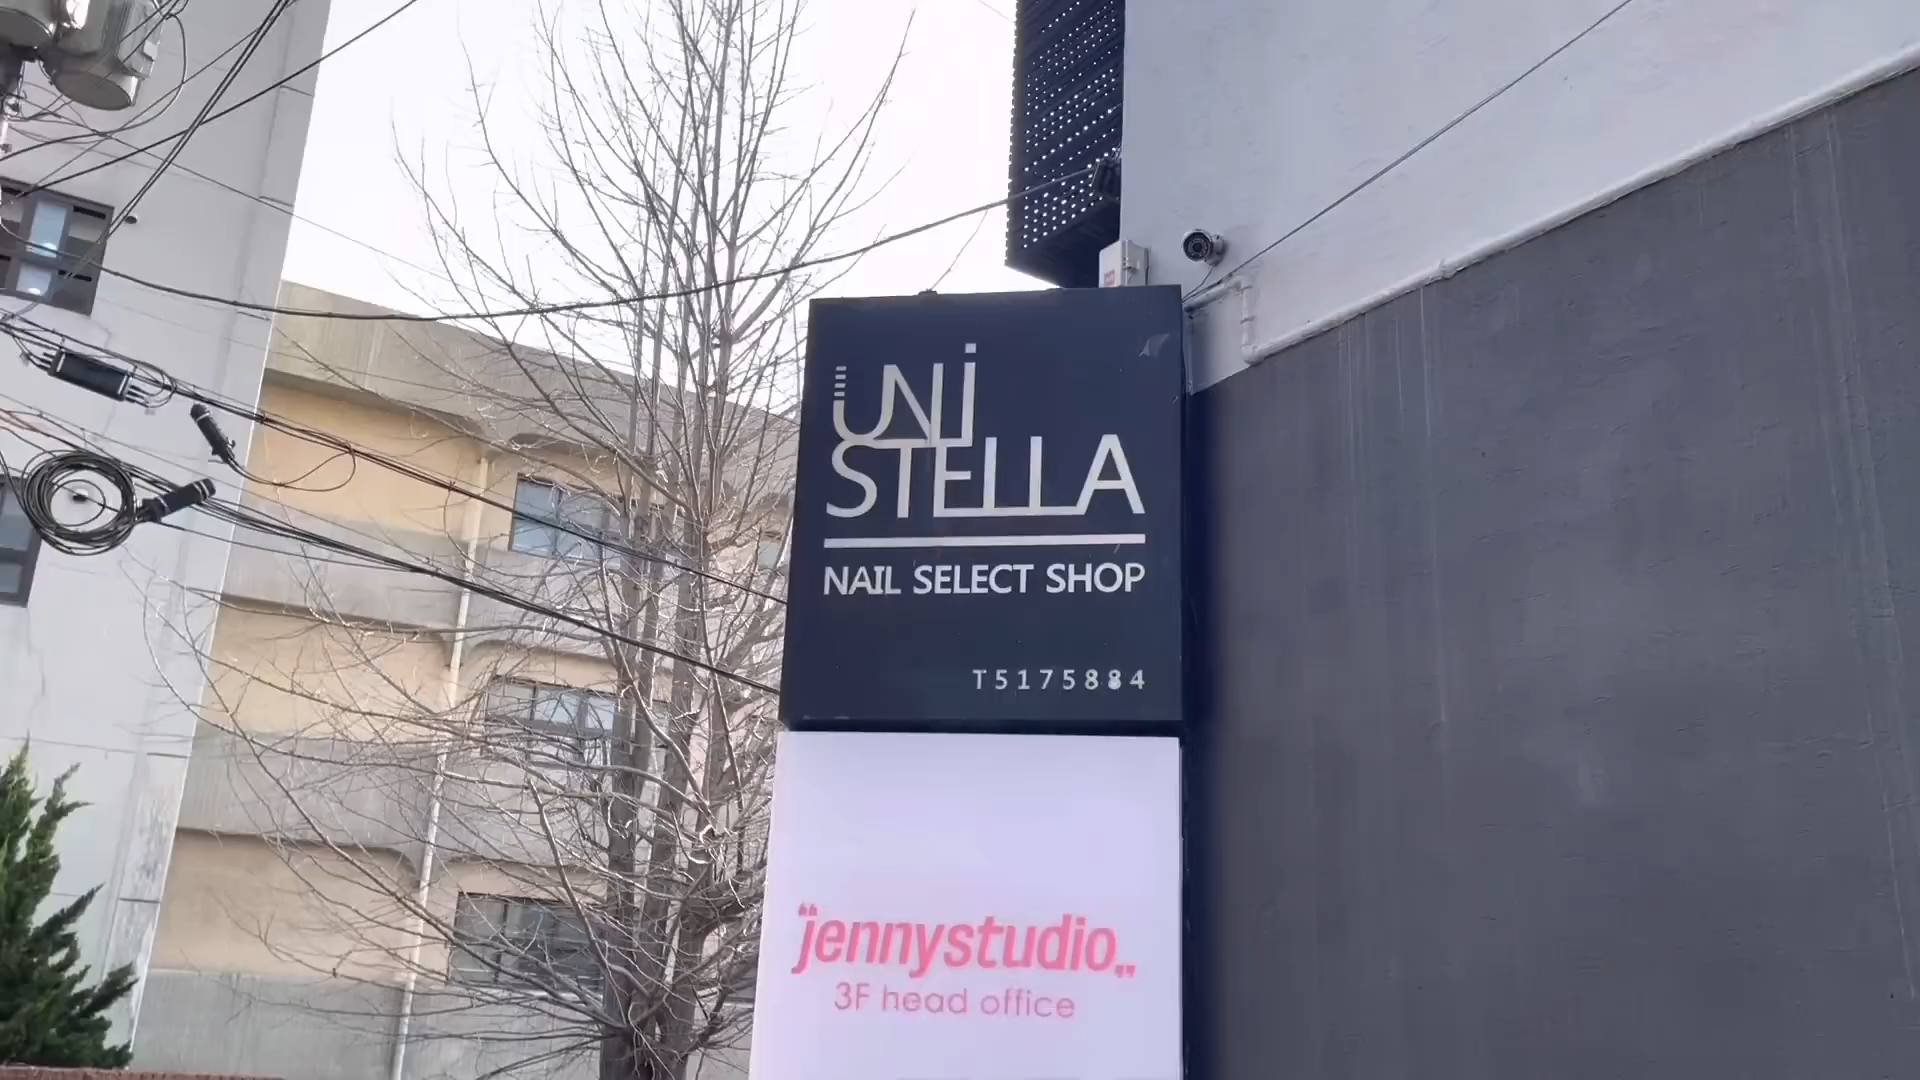 UNi
STELLA
NAIL SELECT SHOP
T5175884
jennystudio
3F head office